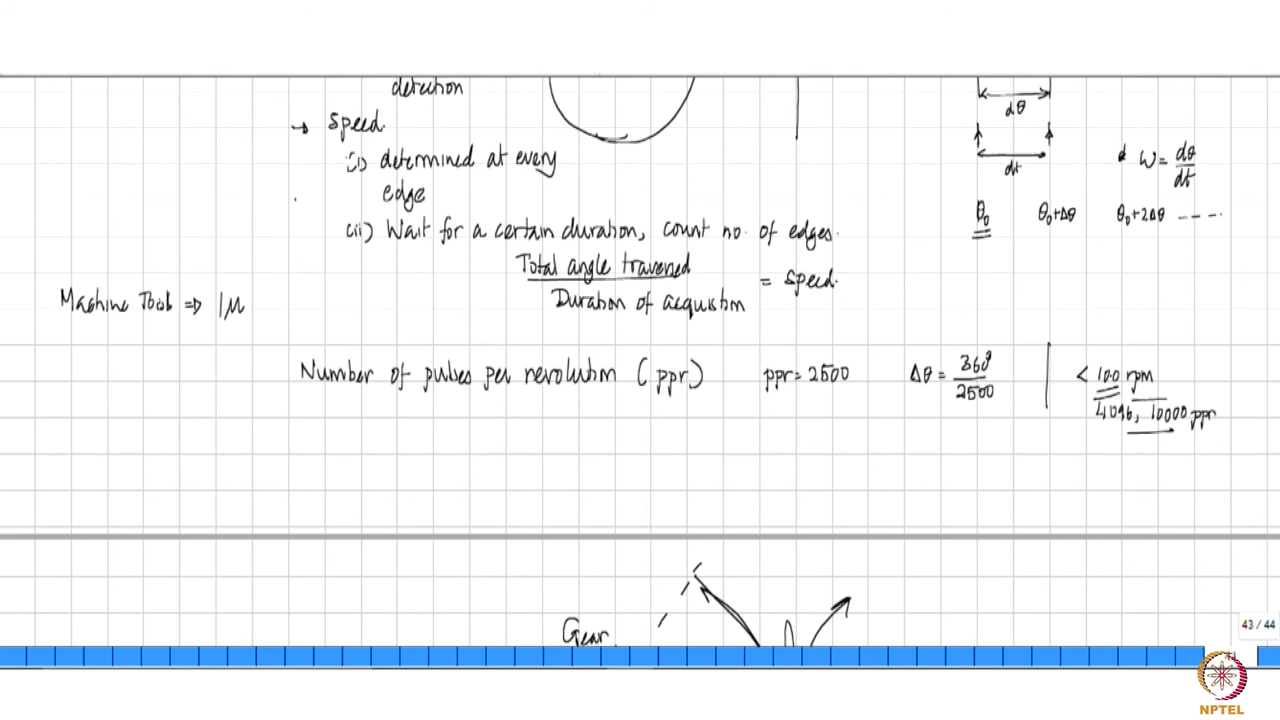 detection
dθ
→ Speed.
(i) determined at every
edge
dt
ω = dθ/dt
(ii) Wait for a certain duration, count no. of edges.
θ₀ θ₀+Δθ θ₀+2Δθ ----
Total angle traversed
Duration of acquisition
= Speed.
Machine Tool ⇒ 1μ
Number of pulses per revolution (ppr) ppr=2500 Δθ = 360°/2500
< 100 rpm
4096, 10000 ppr
Gear
43 / 44
NPTEL